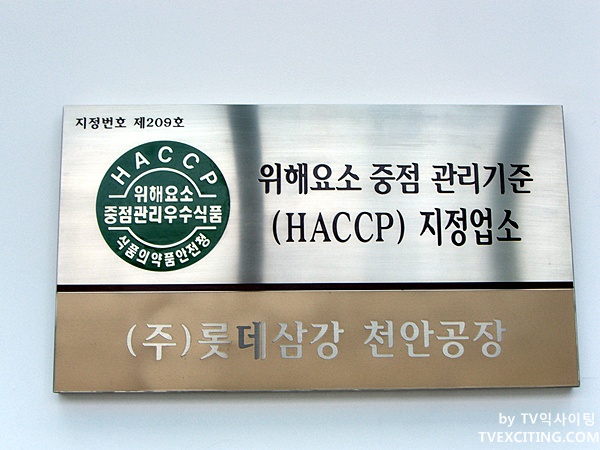 지정번호 제209호
HACCP
위해요소
중점관리우수식품
식품의약품안전청
위해요소 중점 관리기준
(HACCP) 지정업소
(주)롯데삼강 천안공장
by TV익사이팅
TVEXCITING.COM